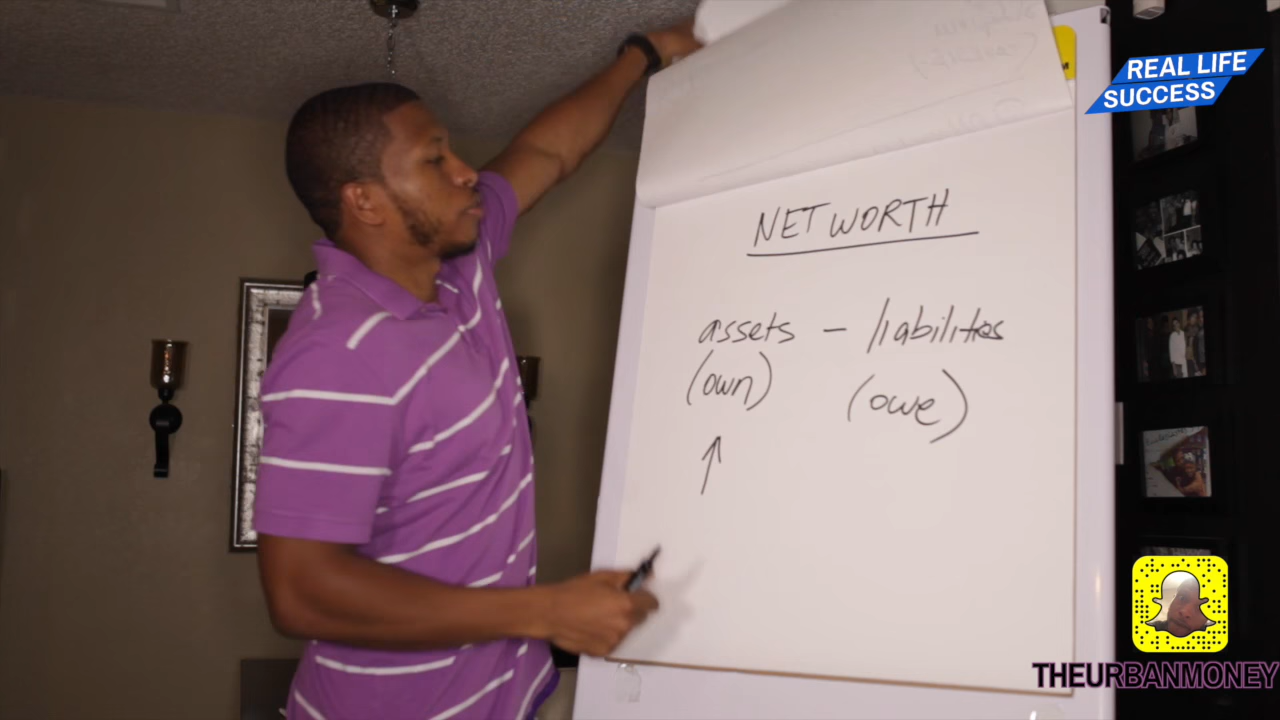 REAL LIFE
SUCCESS
NET WORTH
assets – liabilities
(own) (owe)
THEURBANMONEY